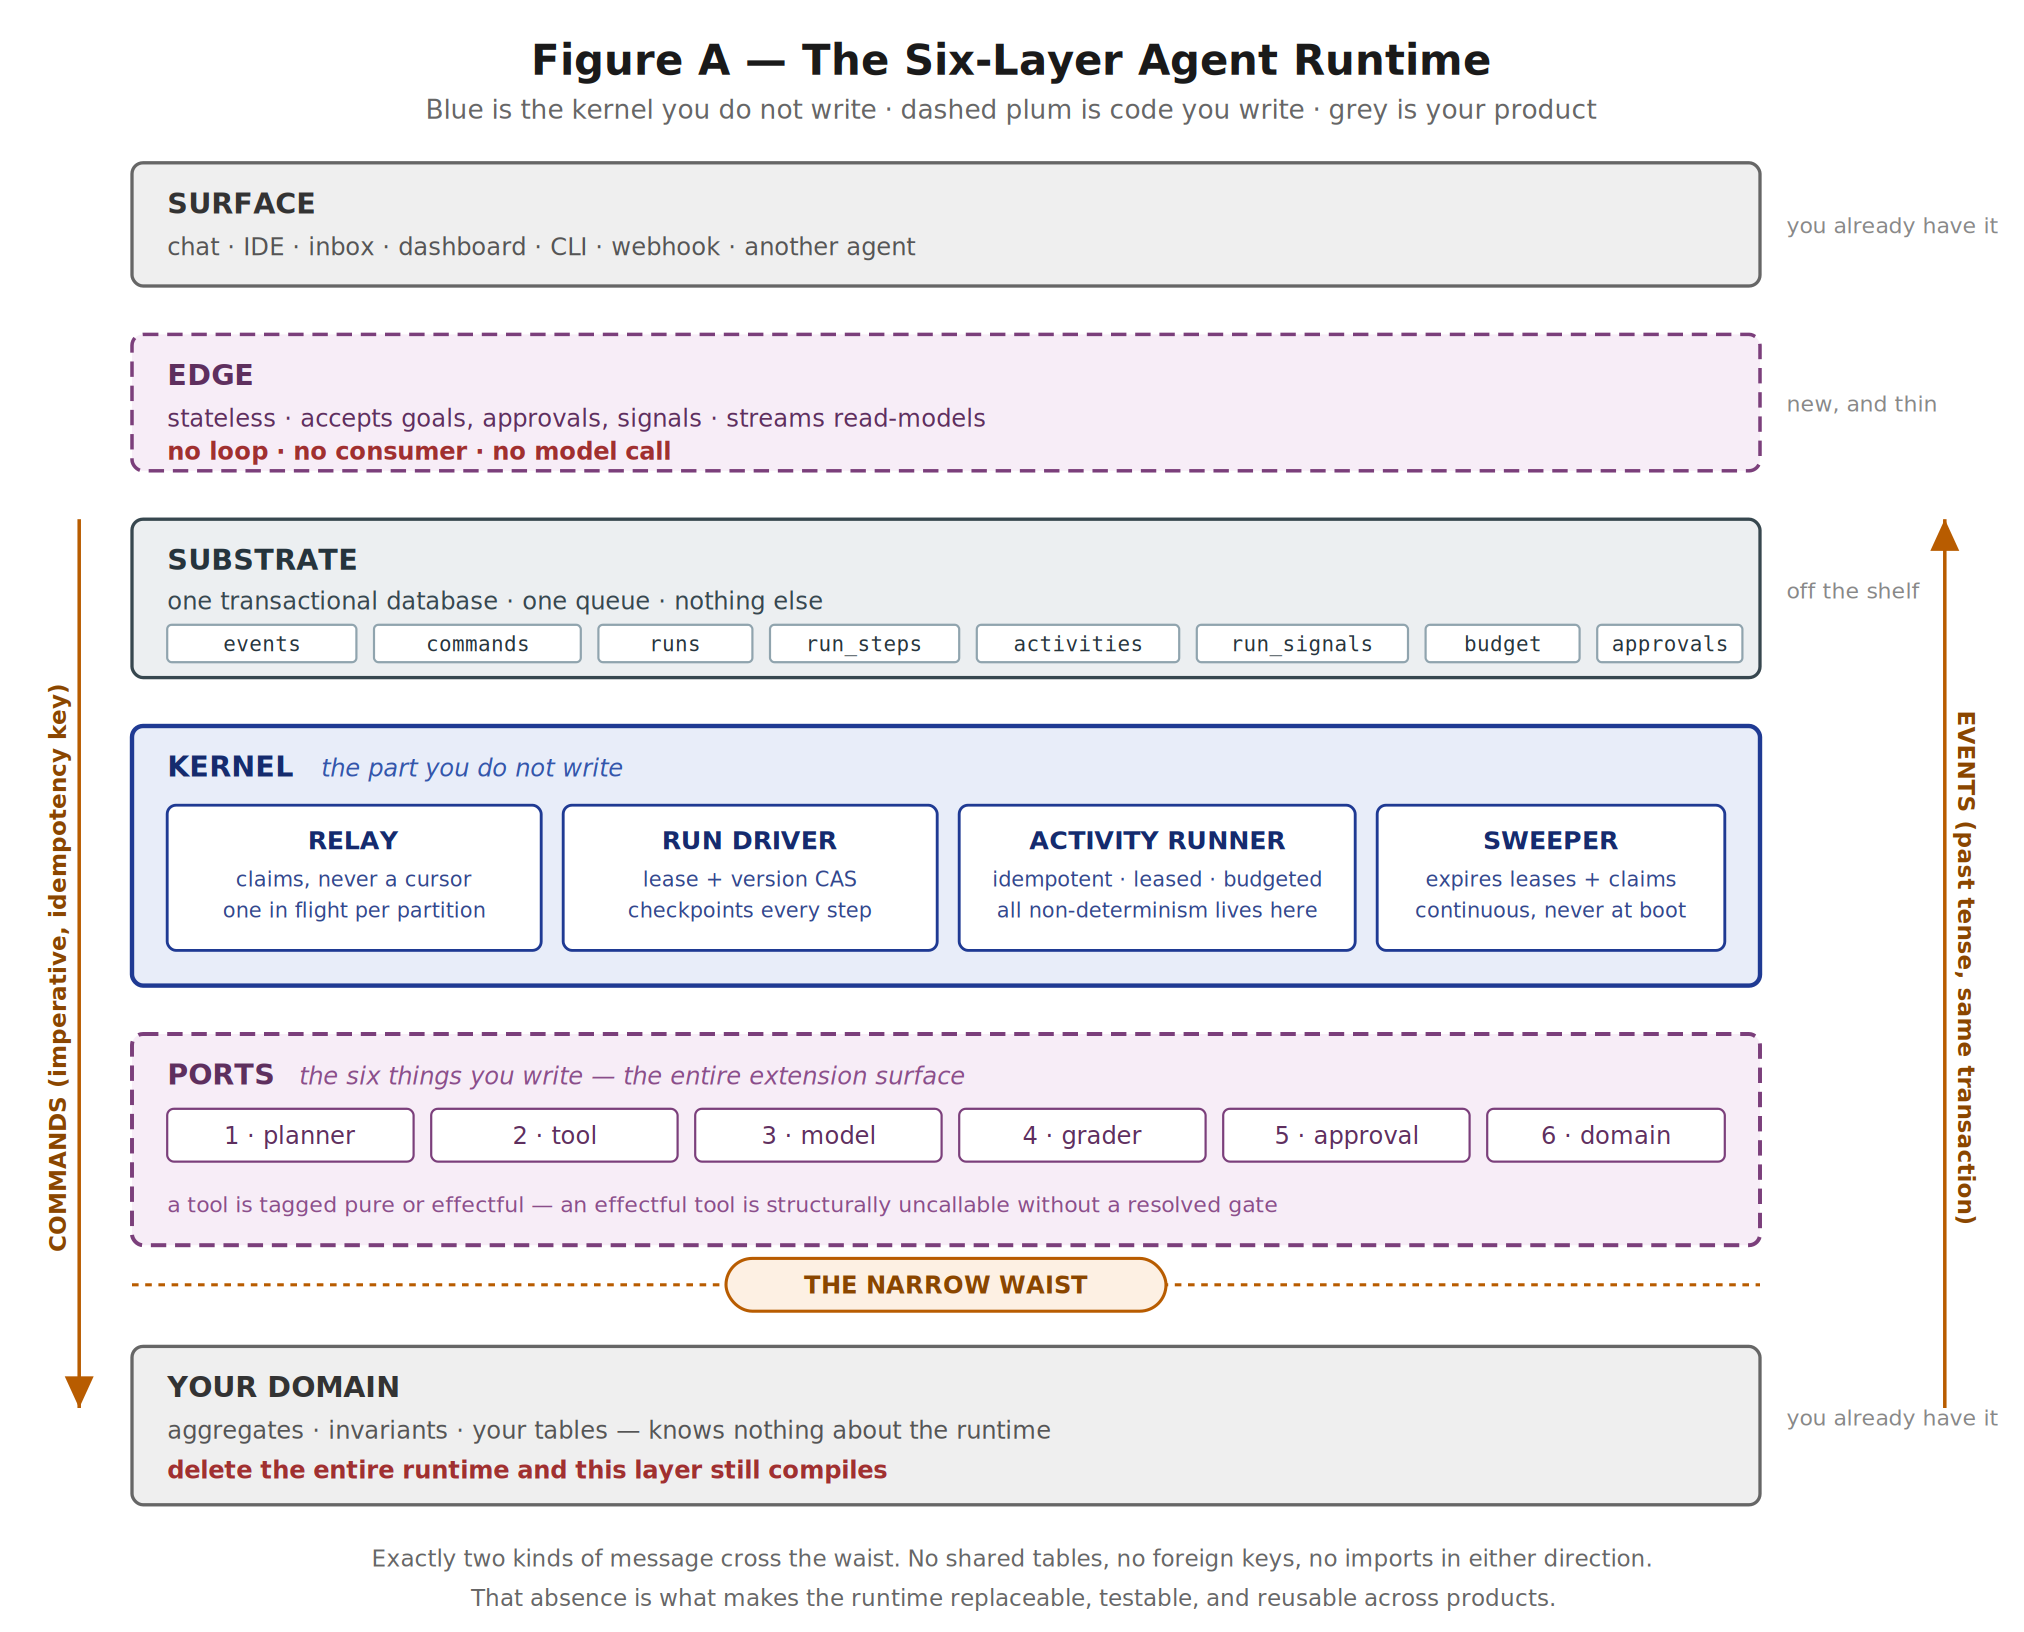 Figure A — The Six-Layer Agent Runtime
Blue is the kernel you do not write · dashed plum is code you write · grey is your product
SURFACE
chat · IDE · inbox · dashboard · CLI · webhook · another agent
you already have it
EDGE
stateless · accepts goals, approvals, signals · streams read-models
no loop · no consumer · no model call
new, and thin
SUBSTRATE
one transactional database · one queue · nothing else
events
commands
runs
run_steps
activities
run_signals
budget
approvals
off the shelf
COMMANDS (imperative, idempotency key)
EVENTS (past tense, same transaction)
KERNEL the part you do not write
RELAY
claims, never a cursor
one in flight per partition
RUN DRIVER
lease + version CAS
checkpoints every step
ACTIVITY RUNNER
idempotent · leased · budgeted
all non-determinism lives here
SWEEPER
expires leases + claims
continuous, never at boot
PORTS the six things you write — the entire extension surface
1 · planner
2 · tool
3 · model
4 · grader
5 · approval
6 · domain
a tool is tagged pure or effectful — an effectful tool is structurally uncallable without a resolved gate
THE NARROW WAIST
YOUR DOMAIN
aggregates · invariants · your tables — knows nothing about the runtime
delete the entire runtime and this layer still compiles
you already have it
Exactly two kinds of message cross the waist. No shared tables, no foreign keys, no imports in either direction.
That absence is what makes the runtime replaceable, testable, and reusable across products.